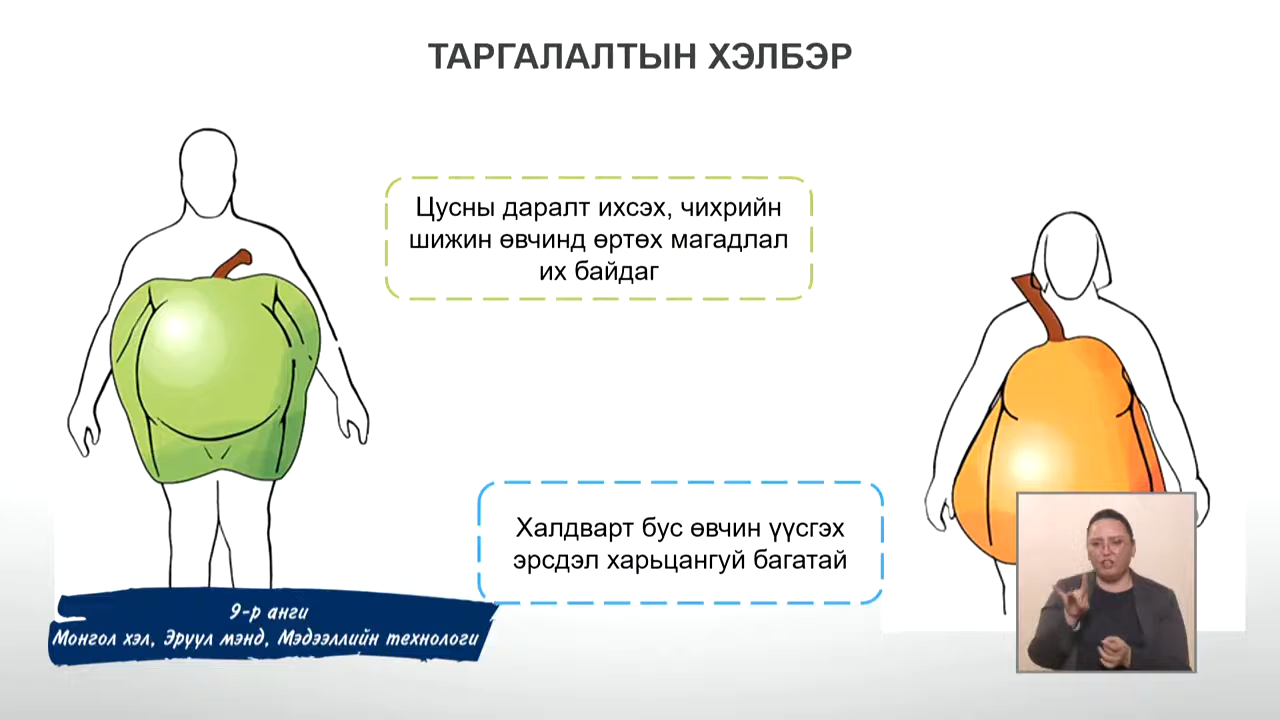 ТАРГАЛАЛТЫН ХЭЛБЭР
Цусны даралт ихсэх, чихрийн
шижин өвчинд өртөх магадлал
их байдаг
Халдварт бус өвчин үүсгэх
эрсдэл харьцангуй багатай
9-р анги
Монгол хэл, Эрүүл мэнд, Мэдээллийн технологи